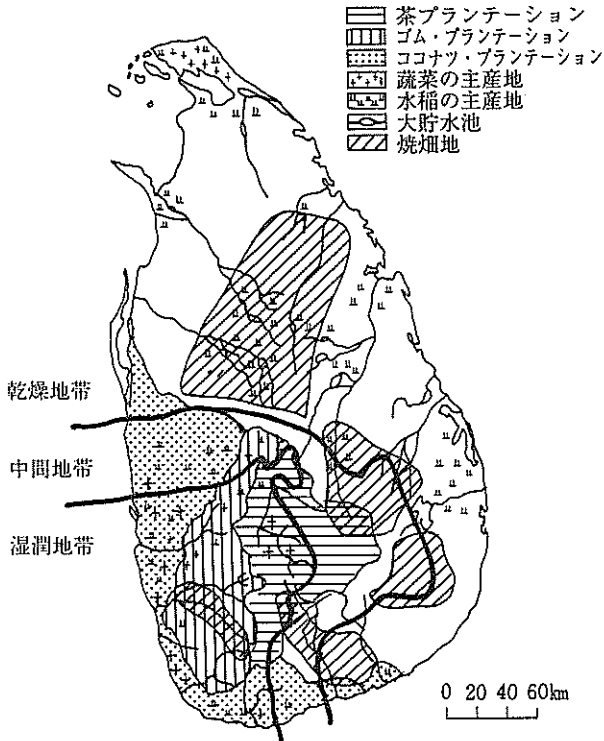 茶プランテーション
ゴム・プランテーション
ココナツ・プランテーション
蔬菜の主産地
水稲の主産地
大貯水池
焼畑地
乾燥地帯
中間地帯
湿潤地帯
0 20 40 60km